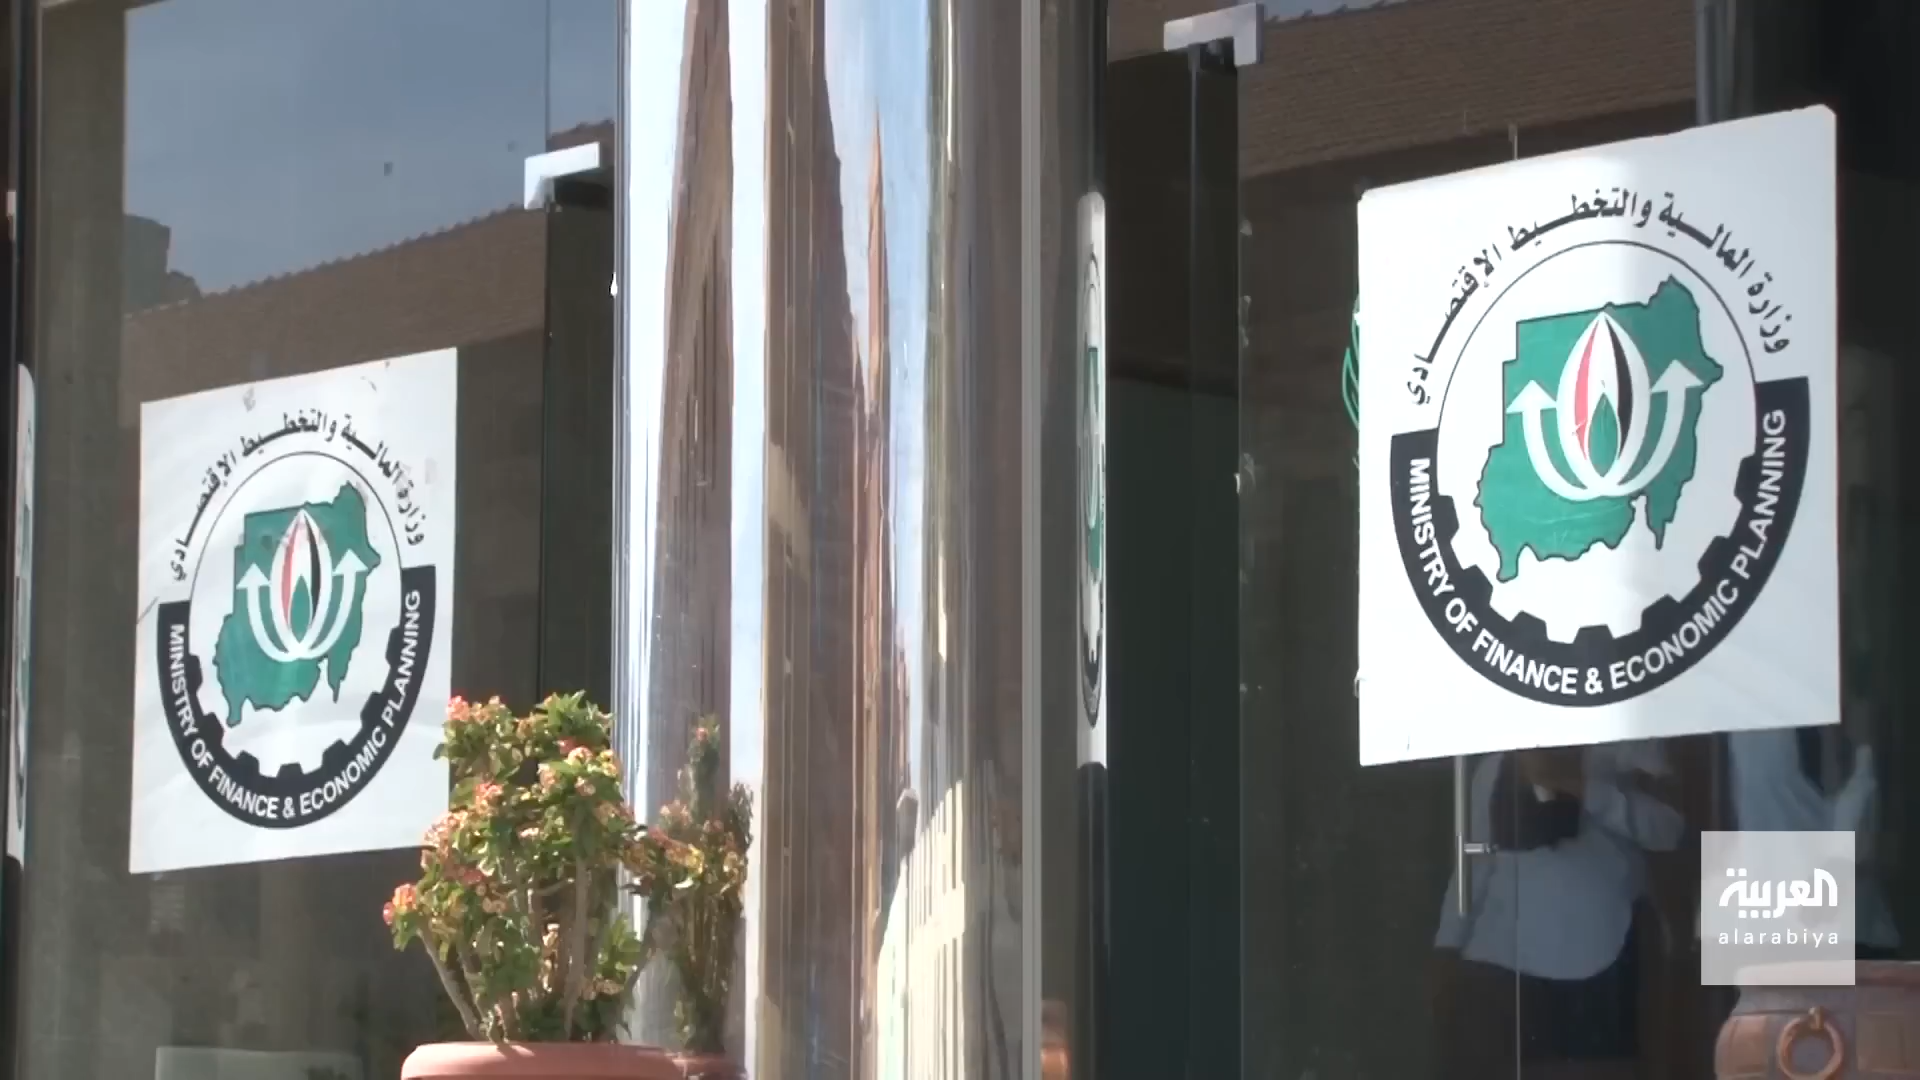 وزارة المالية والتخطيط الاقتصادي
MINISTRY OF FINANCE & ECONOMIC PLANNING
وزارة المالية والتخطيط الإقتصادي
MINISTRY OF FINANCE & ECONOMIC PLANNING
العربية
alarabiya